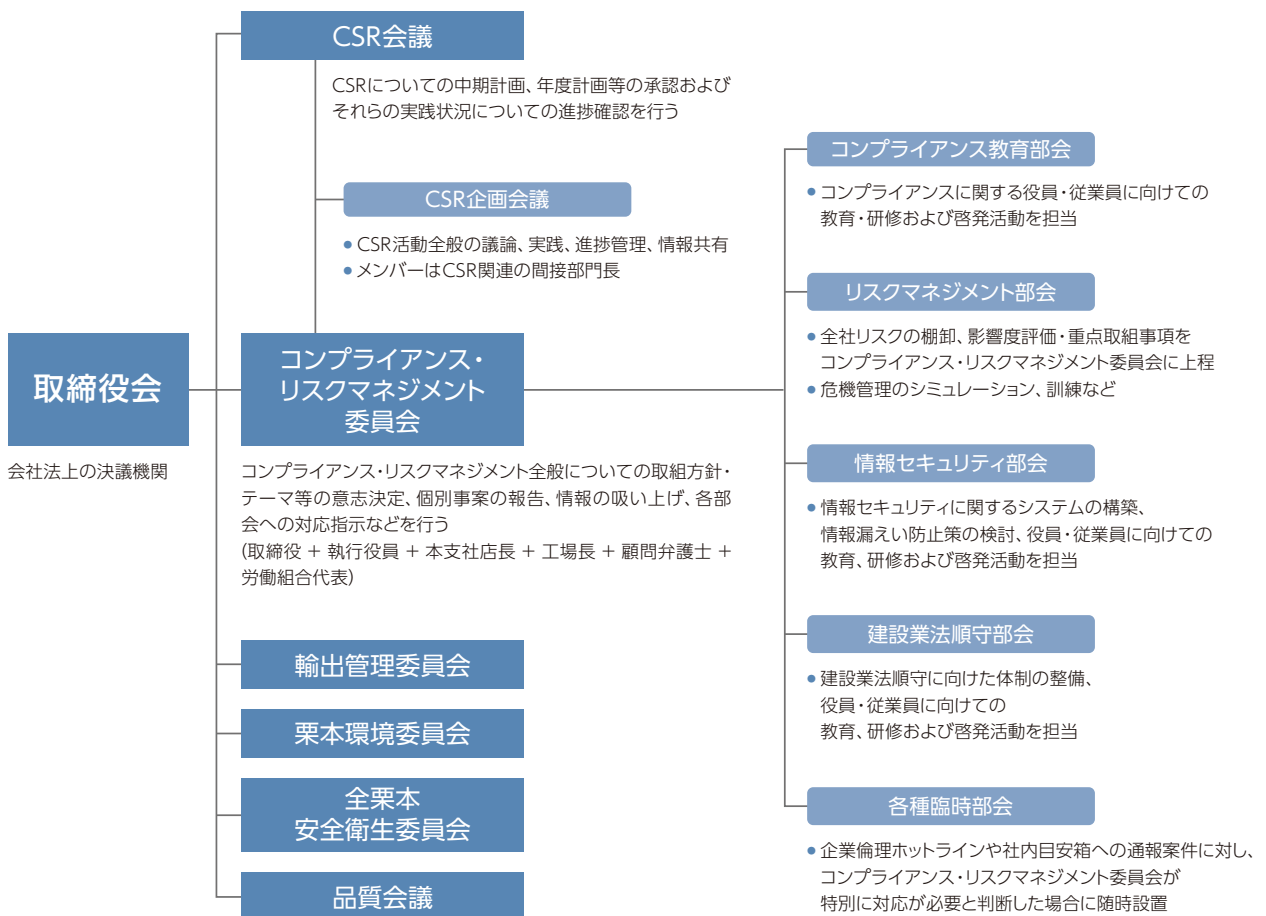 CSR会議
CSRについての中期計画、年度計画等の承認および
それらの実践状況についての進捗確認を行う
CSR企画会議
● CSR活動全般の議論、実践、進捗管理、情報共有
● メンバーはCSR関連の間接部門長
取締役会
会社法上の決議機関
コンプライアンス・
リスクマネジメント
委員会
コンプライアンス・リスクマネジメント全般についての取組方針・
テーマ等の意志決定、個別事案の報告、情報の吸い上げ、各部
会への対応指示などを行う
(取締役 + 執行役員 + 本支社店長 + 工場長 + 顧問弁護士 +
労働組合代表)
輸出管理委員会
栗本環境委員会
全栗本
安全衛生委員会
品質会議
コンプライアンス教育部会
● コンプライアンスに関する役員・従業員に向けての
教育・研修および啓発活動を担当
リスクマネジメント部会
● 全社リスクの棚卸、影響度評価・重点取組事項を
コンプライアンス・リスクマネジメント委員会に上程
● 危機管理のシミュレーション、訓練など
情報セキュリティ部会
● 情報セキュリティに関するシステムの構築、
情報漏えい防止策の検討、役員・従業員に向けての
教育、研修および啓発活動を担当
建設業法順守部会
● 建設業法順守に向けた体制の整備、
役員・従業員に向けての
教育、研修および啓発活動を担当
各種臨時部会
● 企業倫理ホットラインや社内目安箱への通報案件に対し、
コンプライアンス・リスクマネジメント委員会が
特別に対応が必要と判断した場合に随時設置